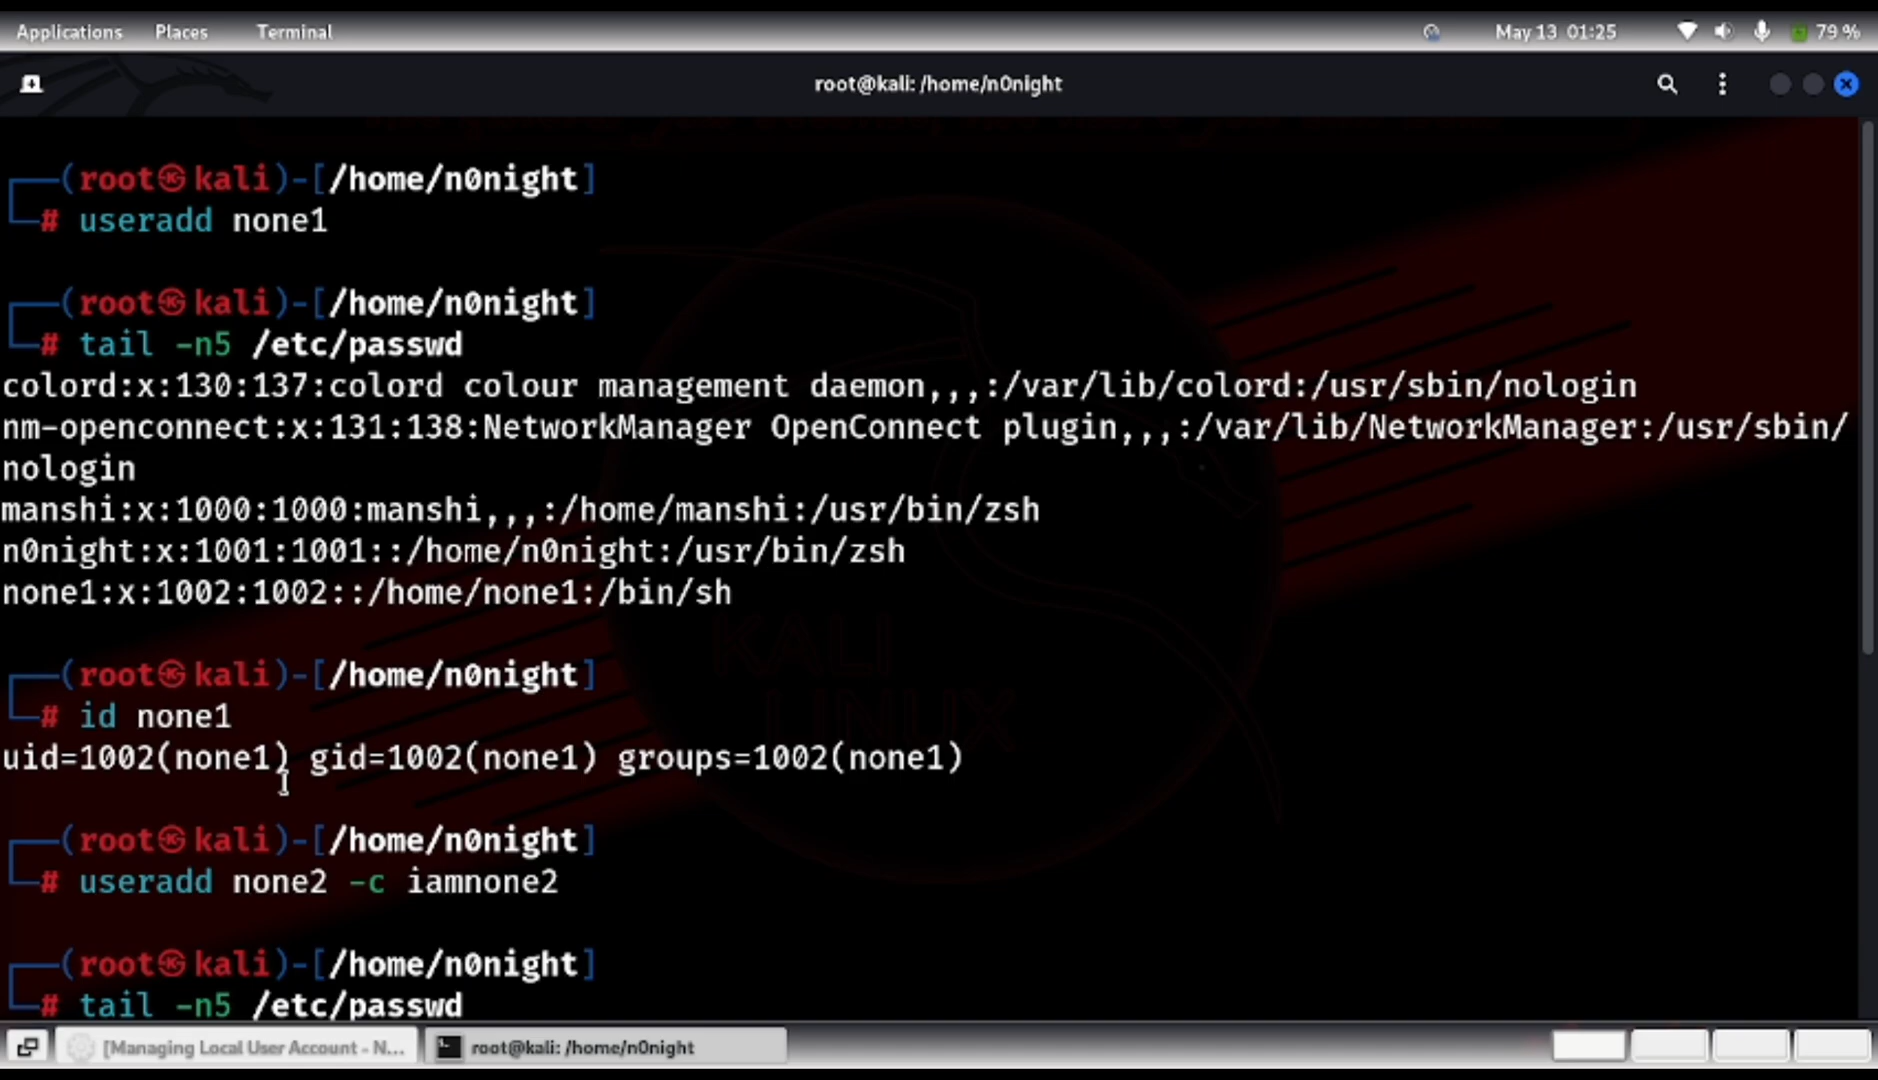 Applications Places Terminal May 13 01:25 79 %
root@kali: /home/n0night
(root㉿kali)-[/home/n0night]
# useradd none1
(root㉿kali)-[/home/n0night]
# tail -n5 /etc/passwd
colord:x:130:137:colord colour management daemon,,,:/var/lib/colord:/usr/sbin/nologin
nm-openconnect:x:131:138:NetworkManager OpenConnect plugin,,,:/var/lib/NetworkManager:/usr/sbin/
nologin
manshi:x:1000:1000:manshi,,,:/home/manshi:/usr/bin/zsh
n0night:x:1001:1001::/home/n0night:/usr/bin/zsh
none1:x:1002:1002::/home/none1:/bin/sh
KALI
LINUX
(root㉿kali)-[/home/n0night]
# id none1
uid=1002(none1) gid=1002(none1) groups=1002(none1)
(root㉿kali)-[/home/n0night]
# useradd none2 -c iamnone2
(root㉿kali)-[/home/n0night]
# tail -n5 /etc/passwd
[Managing Local User Account - N... root@kali: /home/n0night